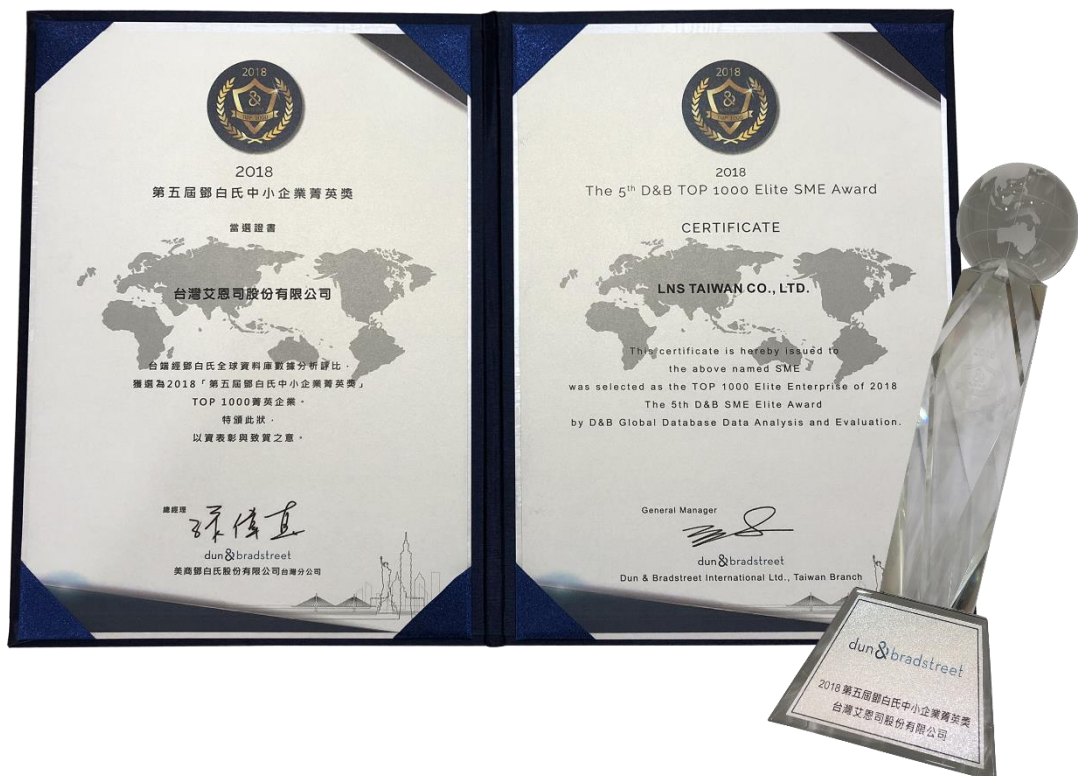 2018
&
TOP 1000
2018
第五屆鄧白氏中小企業菁英獎
當選證書
台灣艾恩司股份有限公司
台端經鄧白氏全球資料庫數據分析評比，
獲選為2018「第五屆鄧白氏中小企業菁英獎」
TOP 1000菁英企業。
特頒此狀，
以資表彰與致賀之意。
總經理
dun&bradstreet
美商鄧白氏股份有限公司台灣分公司
2018
&
TOP 1000
2018
The 5th D&B TOP 1000 Elite SME Award
CERTIFICATE
LNS TAIWAN CO., LTD.
This certificate is hereby issued to
the above named SME
was selected as the TOP 1000 Elite Enterprise of 2018
The 5th D&B SME Elite Award
by D&B Global Database Data Analysis and Evaluation.
General Manager
dun&bradstreet
Dun & Bradstreet International Ltd., Taiwan Branch
dun&bradstreet
2018 第五屆鄧白氏中小企業菁英獎
台灣艾恩司股份有限公司